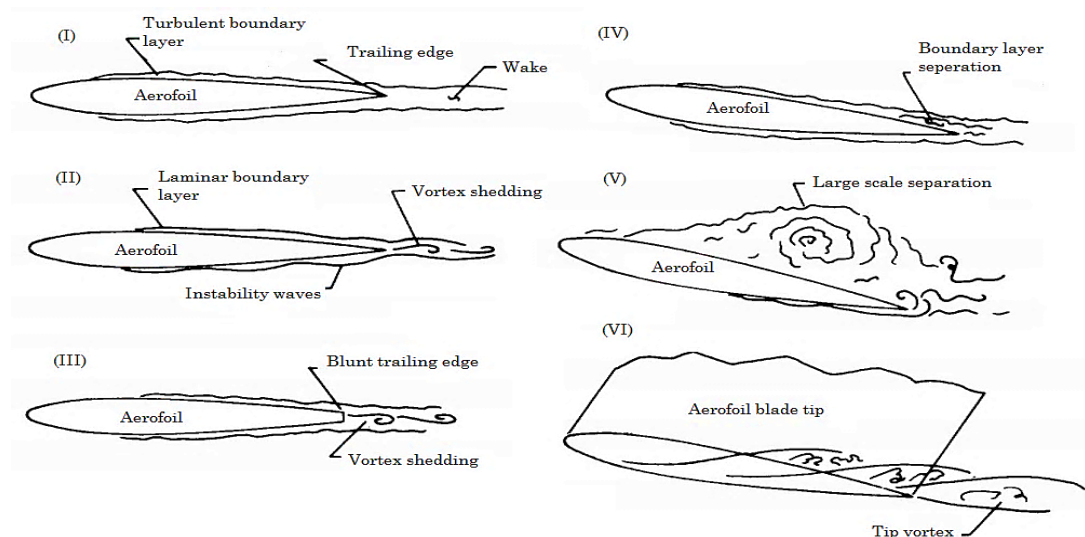 (I)
Turbulent boundary
layer
Trailing edge
Wake
Aerofoil
(II)
Laminar boundary
layer
Vortex shedding
Aerofoil
Instability waves
(III)
Blunt trailing edge
Aerofoil
Vortex shedding
(IV)
Boundary layer
seperation
Aerofoil
(V)
Large scale separation
Aerofoil
(VI)
Aerofoil blade tip
Tip vortex